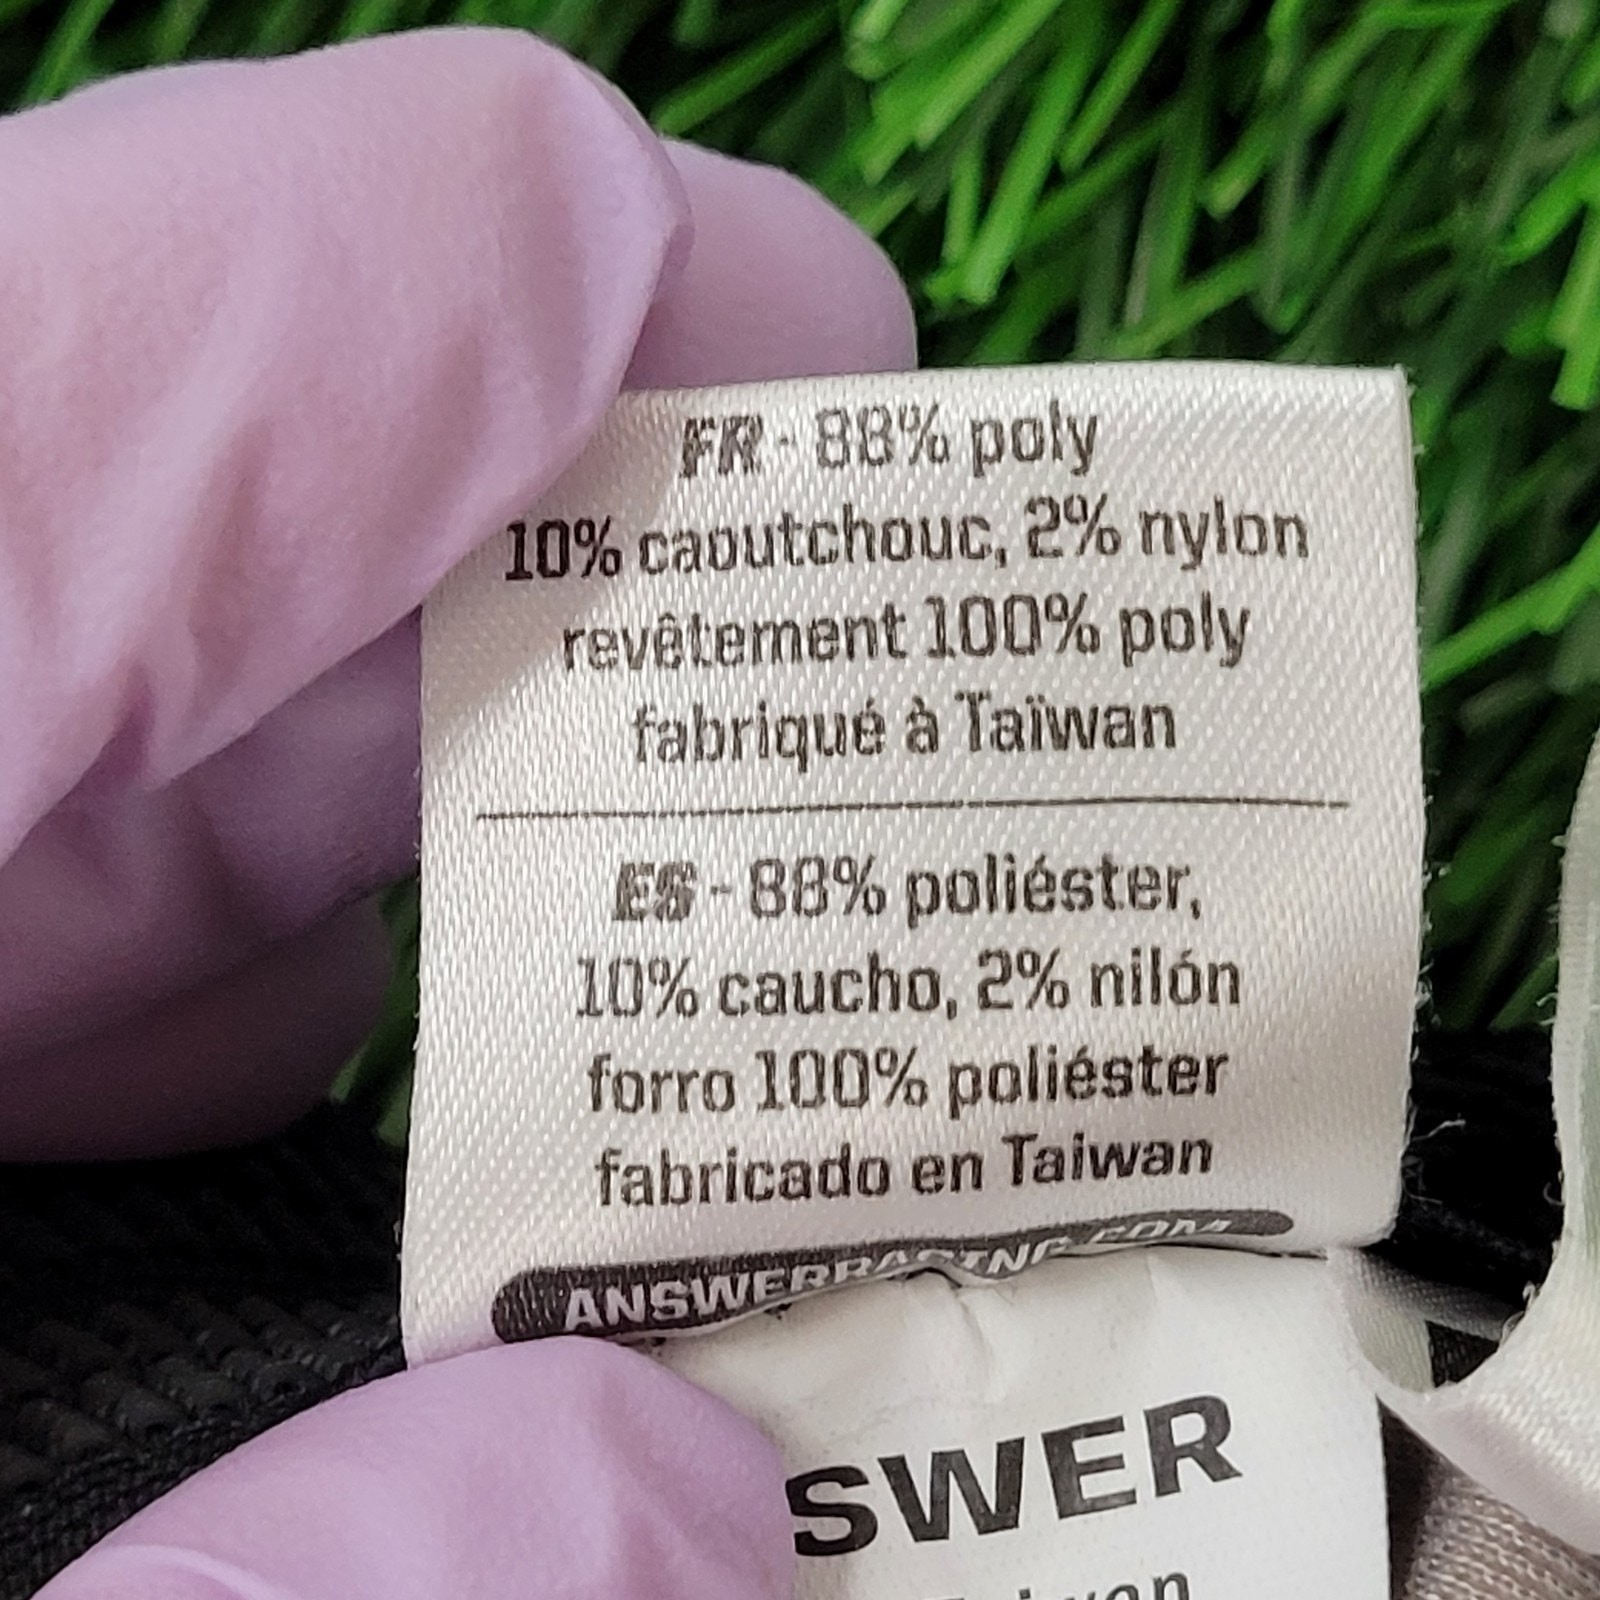 FR - 88% poly
10% caoutchouc, 2% nylon
revêtement 100% poly
fabriqué à Taïwan
ES - 88% poliéster,
10% caucho, 2% nilón
forro 100% poliéster
fabricado en Taiwan
ANSWERRACING.COM
SWER
Taiwan